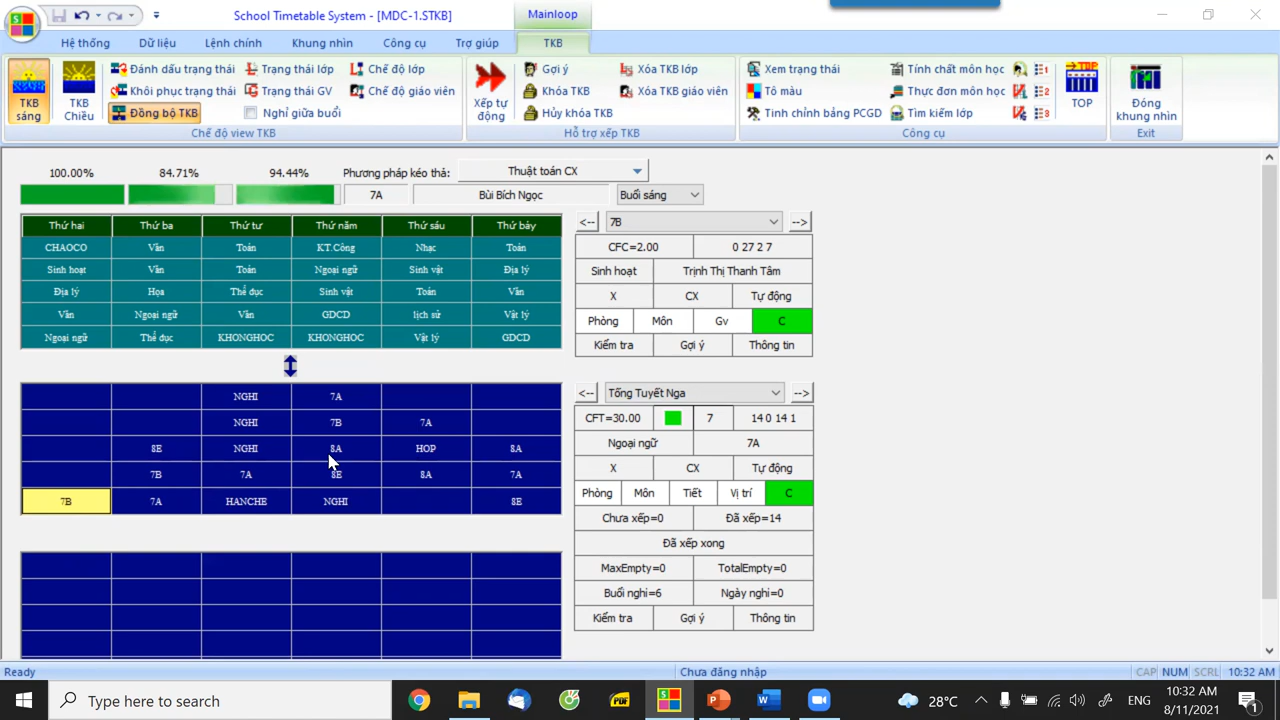 School Timetable System - [MDC-1.STKB]
Mainloop
Hệ thống Dữ liệu Lệnh chính Khung nhìn Công cụ Trợ giúp TKB
TKB sáng
TKB Chiều
Đánh dấu trạng thái Trạng thái lớp Chế độ lớp
Khôi phục trạng thái Trạng thái GV Chế độ giáo viên
Đồng bộ TKB Nghỉ giữa buổi
Chế độ view TKB
Xếp tự động
Gợi ý Xóa TKB lớp
Khóa TKB Xóa TKB giáo viên
Hủy khóa TKB
Hỗ trợ xếp TKB
Xem trạng thái Tính chất môn học
Tô màu Thực đơn môn học
Tinh chỉnh bảng PCGD Tìm kiếm lớp
1
2
3
TOP
TOP
Công cụ
Đóng khung nhìn
Exit
100.00% 84.71% 94.44% Phương pháp kéo thả: Thuật toán CX
7A Bùi Bích Ngọc Buổi sáng
Thứ hai Thứ ba Thứ tư Thứ năm Thứ sáu Thứ bảy
CHAOCO Văn Toán KT.Công Nhạc Toán
Sinh hoạt Văn Toán Ngoại ngữ Sinh vật Địa lý
Địa lý Họa Thể dục Sinh vật Toán Văn
Văn Ngoại ngữ Văn GDCD lịch sử Vật lý
Ngoại ngữ Thể dục KHONGHOC KHONGHOC Vật lý GDCD
<-- 7B -->
CFC=2.00 0 27 2 7
Sinh hoạt Trịnh Thị Thanh Tâm
X CX Tự động
Phòng Môn Gv C
Kiểm tra Gợi ý Thông tin
NGHI 7A
NGHI 7B 7A
8E NGHI 8A HOP 8A
7B 7A 8E 8A 7A
7B 7A HANCHE NGHI 8E
<-- Tống Tuyết Nga -->
CFT=30.00 7 14 0 14 1
Ngoại ngữ 7A
X CX Tự động
Phòng Môn Tiết Vị trí C
Chưa xếp=0 Đã xếp=14
Đã xếp xong
MaxEmpty=0 TotalEmpty=0
Buổi nghỉ=6 Ngày nghỉ=0
Kiểm tra Gợi ý Thông tin
Ready Chưa đăng nhập CAP NUM SCRL 10:32 AM
Type here to search
PDF
28°C
ENG
10:32 AM
8/11/2021
1